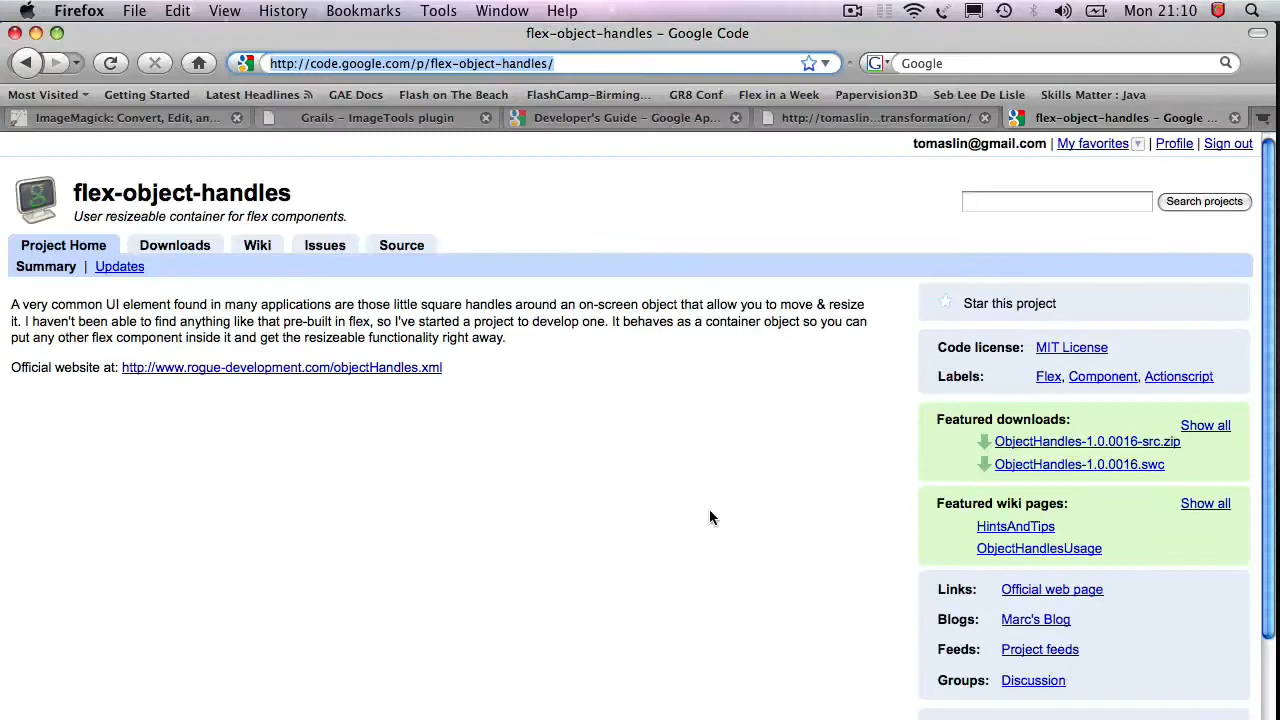 Firefox File Edit View History Bookmarks Tools Window Help Mon 21:10
flex-object-handles – Google Code
http://code.google.com/p/flex-object-handles/ Google
Most Visited Getting Started Latest Headlines GAE Docs Flash on The Beach FlashCamp-Birming... GR8 Conf Flex in a Week Papervision3D Seb Lee De Lisle Skills Matter : Java
ImageMagick: Convert, Edit, an... Grails – ImageTools plugin Developer's Guide – Google Ap... http://tomaslin...transformation/ flex-object-handles – Google ...
tomaslin@gmail.com | My favorites | Profile | Sign out
flex-object-handles
User resizeable container for flex components.
Search projects
Project Home Downloads Wiki Issues Source
Summary | Updates
A very common UI element found in many applications are those little square handles around an on-screen object that allow you to move & resize
it. I haven't been able to find anything like that pre-built in flex, so I've started a project to develop one. It behaves as a container object so you can
put any other flex component inside it and get the resizeable functionality right away.
Official website at: http://www.rogue-development.com/objectHandles.xml
Star this project
Code license: MIT License
Labels: Flex, Component, Actionscript
Featured downloads: Show all
ObjectHandles-1.0.0016-src.zip
ObjectHandles-1.0.0016.swc
Featured wiki pages: Show all
HintsAndTips
ObjectHandlesUsage
Links: Official web page
Blogs: Marc's Blog
Feeds: Project feeds
Groups: Discussion